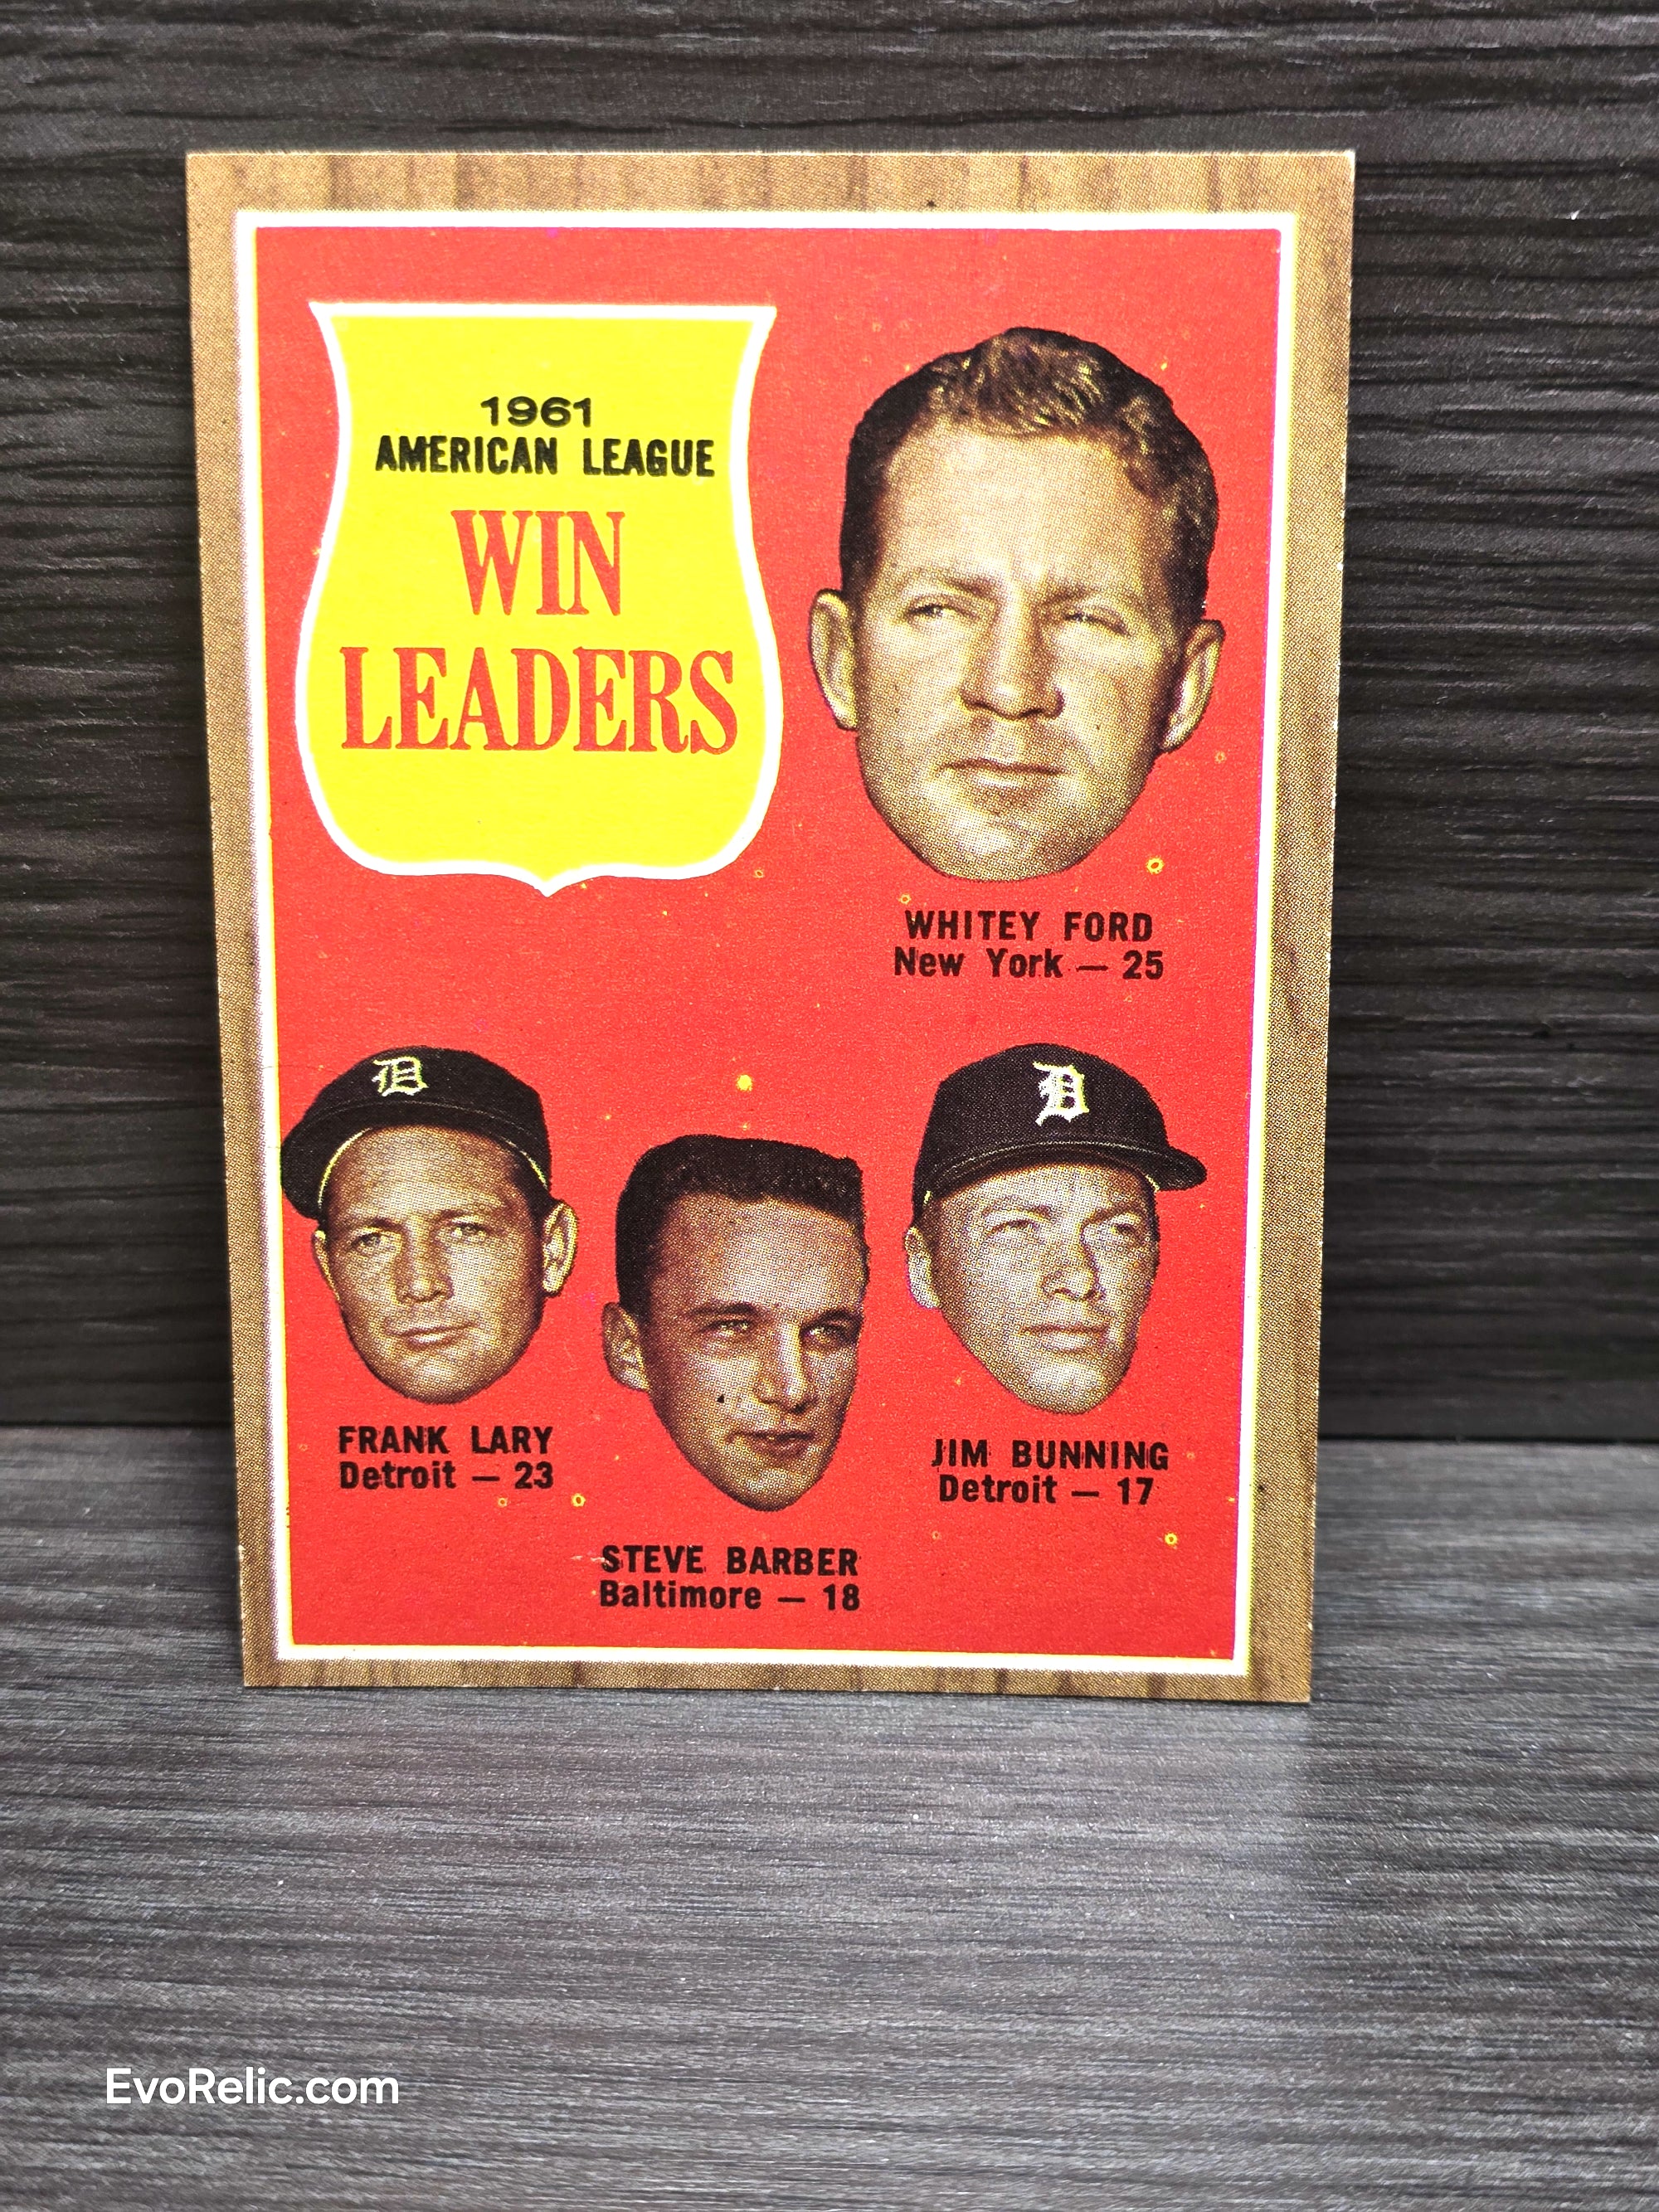 1961
AMERICAN LEAGUE
WIN
LEADERS
WHITEY FORD
New York — 25
D
D
FRANK LARY
Detroit — 23
JIM BUNNING
Detroit — 17
STEVE BARBER
Baltimore — 18
EvoRelic.com